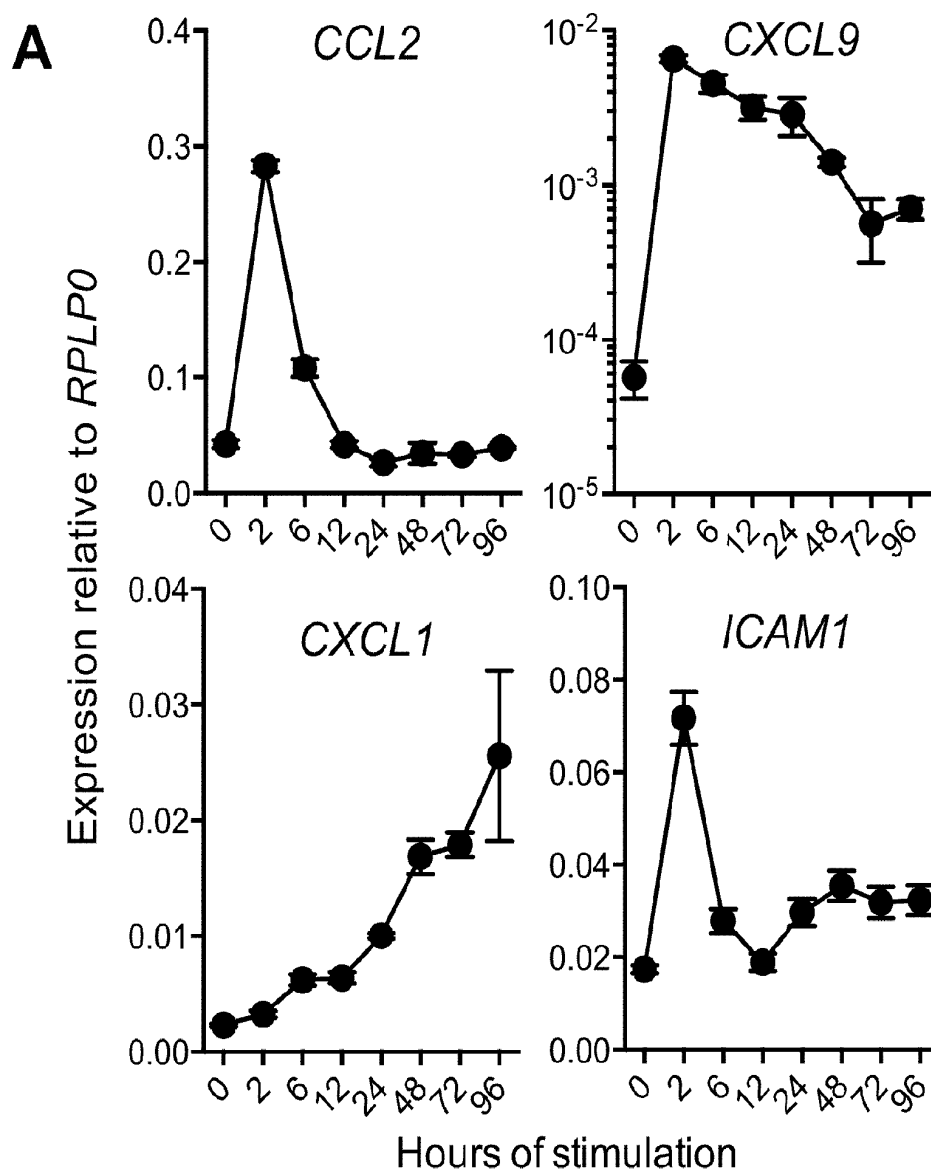 A
Expression relative to RPLP0
CCL2
0.4
0.3
0.2
0.1
0.0
0 2 6 12 24 48 72 96
CXCL9
10-2
10-3
10-4
10-5
0 2 6 12 24 48 72 96
CXCL1
0.04
0.03
0.02
0.01
0.00
0 2 6 12 24 48 72 96
ICAM1
0.10
0.08
0.06
0.04
0.02
0.00
0 2 6 12 24 48 72 96
Hours of stimulation